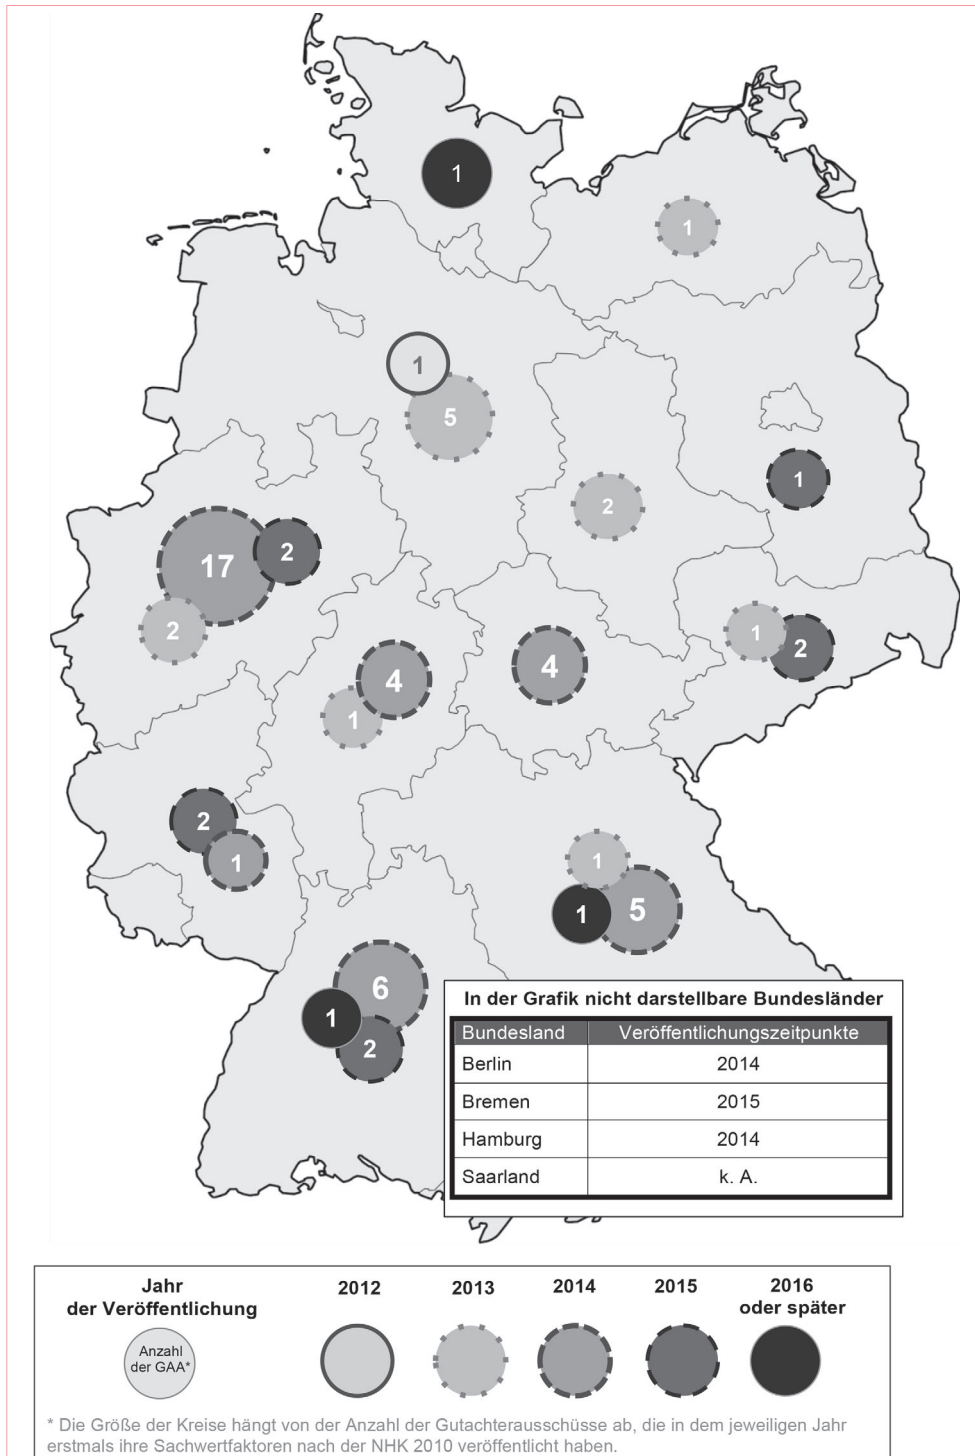 1
1
1
5
1
2
17
2
2
1
2
4
4
1
2
1
1
1
5
6
1
2
In der Grafik nicht darstellbare Bundesländer
Bundesland Veröffentlichungszeitpunkte
Berlin 2014
Bremen 2015
Hamburg 2014
Saarland k. A.
Jahr
der Veröffentlichung
2012 2013 2014 2015 2016
oder später
Anzahl
der GAA*
* Die Größe der Kreise hängt von der Anzahl der Gutachterausschüsse ab, die in dem jeweiligen Jahr
erstmals ihre Sachwertfaktoren nach der NHK 2010 veröffentlicht haben.